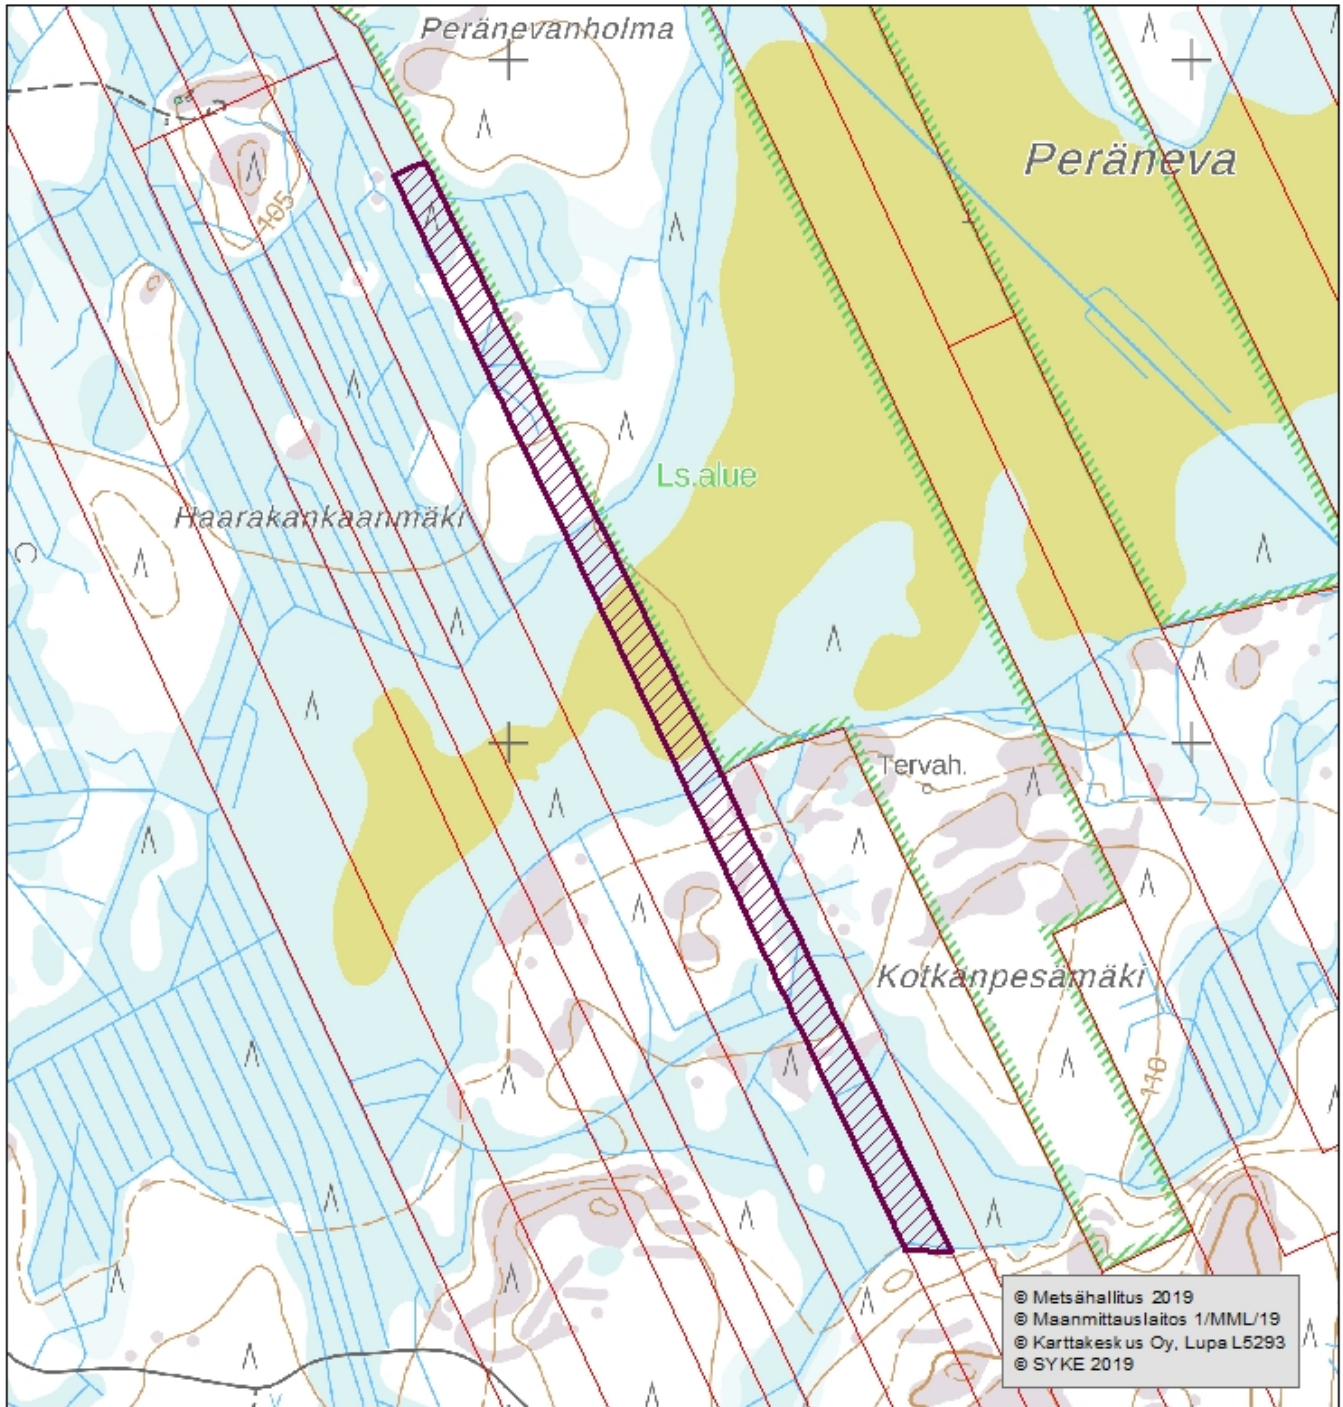 Peränevanholma
Peräneva
105
Ls.alue
Haarakankaanmäki
Tervah.
Kotkanpesämäki
110
© Metsähallitus 2019
© Maanmittauslaitos 1/MML/19
© Karttakeskus Oy, Lupa L5293
© SYKE 2019